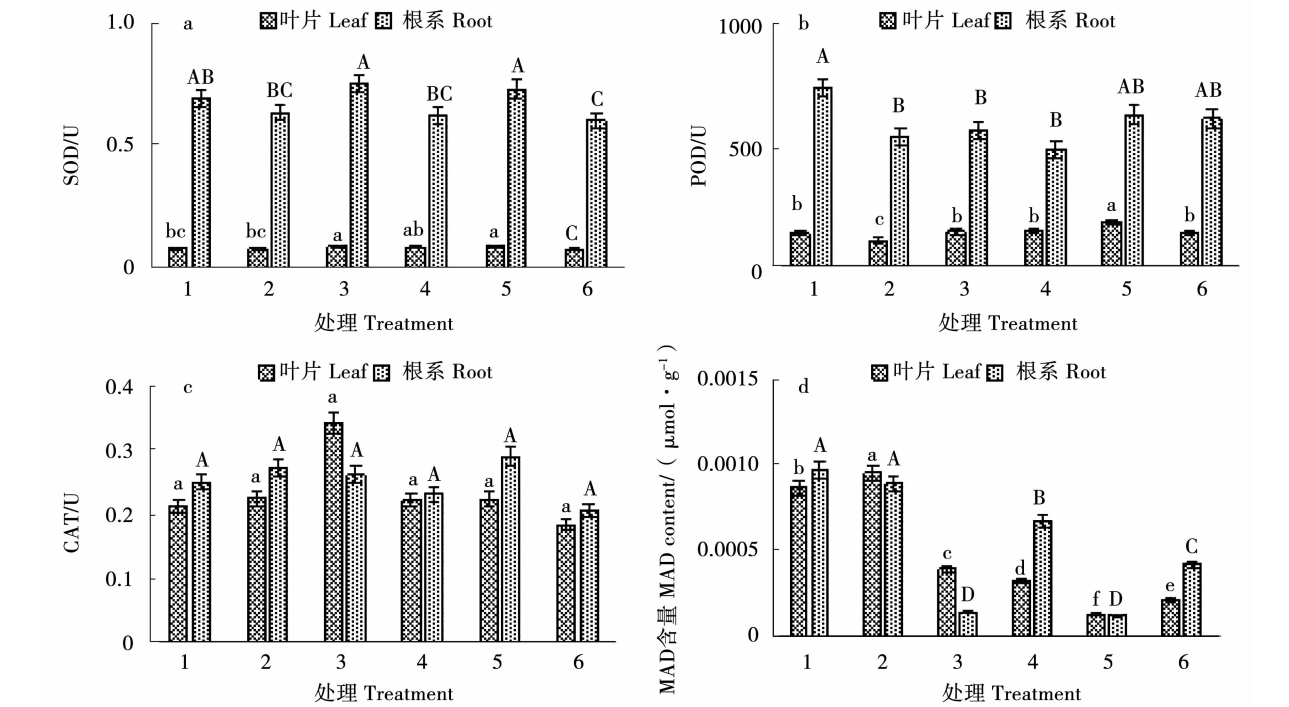 a
叶片 Leaf 根系 Root
SOD/U
1.0
0.5
0
bc AB bc BC a A ab BC a A C C
1 2 3 4 5 6
处理 Treatment
b
叶片 Leaf 根系 Root
POD/U
1000
500
0
b A c B b B b B a AB b AB
1 2 3 4 5 6
处理 Treatment
c
叶片 Leaf 根系 Root
CAT/U
0.4
0.3
0.2
0.1
0
a A a A a A a A a A a A
1 2 3 4 5 6
处理 Treatment
d
叶片 Leaf 根系 Root
MAD含量 MAD content/（ μmol·g⁻¹ ）
0.0015
0.0010
0.0005
0
b A a A c D d B f D e C
1 2 3 4 5 6
处理 Treatment